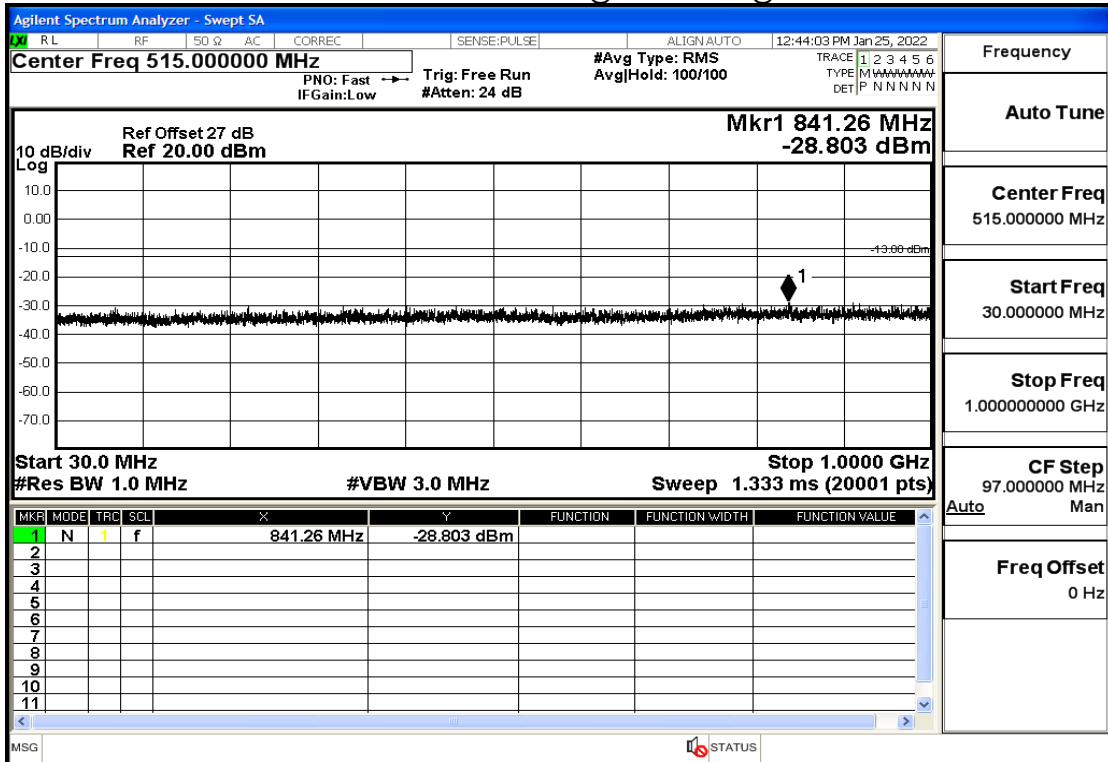 Agilent Spectrum Analyzer - Swept SA
LXI RL RF 50 Ω AC CORREC SENSE:PULSE ALIGN AUTO 12:44:03 PM Jan 25, 2022
Center Freq 515.000000 MHz
PNO: Fast
IFGain:Low
Trig: Free Run
#Atten: 24 dB
#Avg Type: RMS
Avg|Hold: 100/100
TRACE 1 2 3 4 5 6
TYPE M WWWWW
DET P N N N N N
Ref Offset 27 dB
10 dB/div Ref 20.00 dBm
Log
Mkr1 841.26 MHz
-28.803 dBm
10.0
0.00
-10.0
-13.00 dBm
-20.0
1
-30.0
-40.0
-50.0
-60.0
-70.0
Start 30.0 MHz Stop 1.0000 GHz
#Res BW 1.0 MHz #VBW 3.0 MHz Sweep 1.333 ms (20001 pts)
MKR MODE TRC SCL X Y FUNCTION FUNCTION WIDTH FUNCTION VALUE
1 N 1 f 841.26 MHz -28.803 dBm
2
3
4
5
6
7
8
9
10
11
MSG STATUS
Frequency
Auto Tune
Center Freq
515.000000 MHz
Start Freq
30.000000 MHz
Stop Freq
1.000000000 GHz
CF Step
97.000000 MHz
Auto Man
Freq Offset
0 Hz